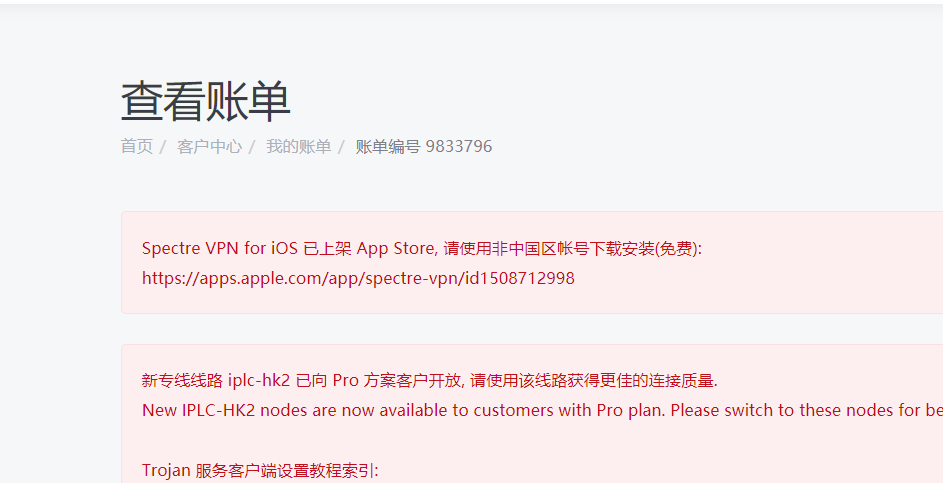 查看账单
首页 / 客户中心 / 我的账单 / 账单编号 9833796
Spectre VPN for iOS 已上架 App Store, 请使用非中国区帐号下载安装(免费):
https://apps.apple.com/app/spectre-vpn/id1508712998
新专线线路 iplc-hk2 已向 Pro 方案客户开放, 请使用该线路获得更佳的连接质量.
New IPLC-HK2 nodes are now available to customers with Pro plan. Please switch to these nodes for be
Trojan 服务客户端设置教程索引: